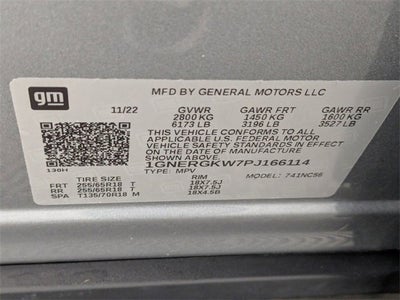 gm
MFD BY GENERAL MOTORS LLC
11/22 GVWR GAWR FRT GAWR RR
2800 KG 1450 KG 1600 KG
6173 LB 3196 LB 3527 LB
THIS VEHICLE CONFORMS TO ALL
APPLICABLE U.S. FEDERAL MOTOR
VEHICLE SAFETY STANDARDS IN
EFFECT ON THE DATE OF
MANUFACTURE SHOWN ABOVE.
1GNERGKW7PJ166114
TYPE: MPV MODEL: 741NC56
136H
TIRE SIZE RIM
FRT 255/65R18 T 18X7.5J
RR 255/65R18 T 18X7.5J
SPA T135/70R18 M 18X4.5B